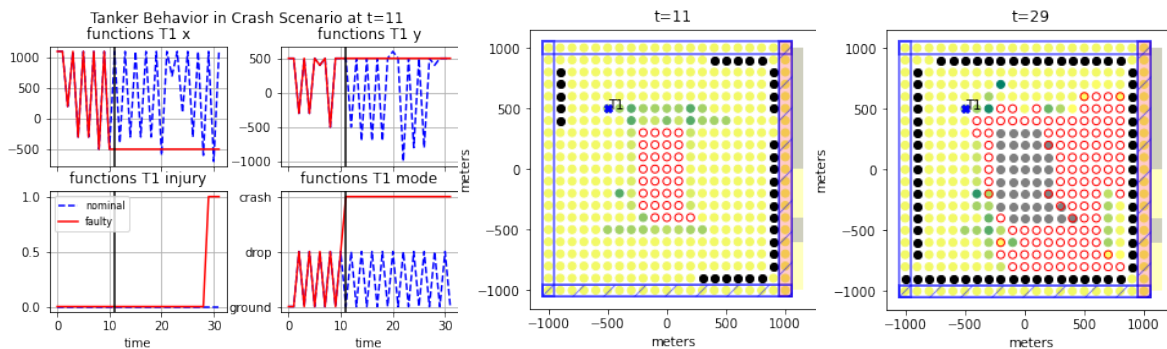 Tanker Behavior in Crash Scenario at t=11
functions T1 x
functions T1 y
1000
500
0
−500
500
0
−500
−1000
functions T1 injury
functions T1 mode
1.0
0.5
0.0
nominal
faulty
crash
drop
ground
0 10 20 30
0 10 20 30
time
time
t=11
1000
500
0
−500
−1000
meters
T1
−1000 −500 0 500 1000
meters
t=29
1000
500
0
−500
−1000
meters
T1
−1000 −500 0 500 1000
meters